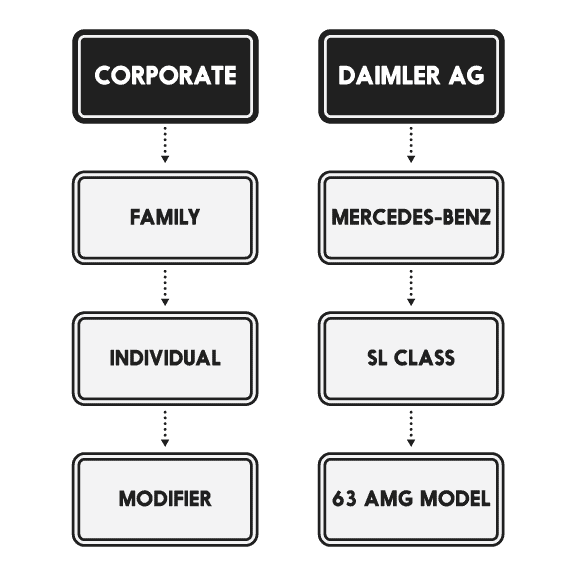 CORPORATE
DAIMLER AG
FAMILY
MERCEDES-BENZ
INDIVIDUAL
SL CLASS
MODIFIER
63 AMG MODEL